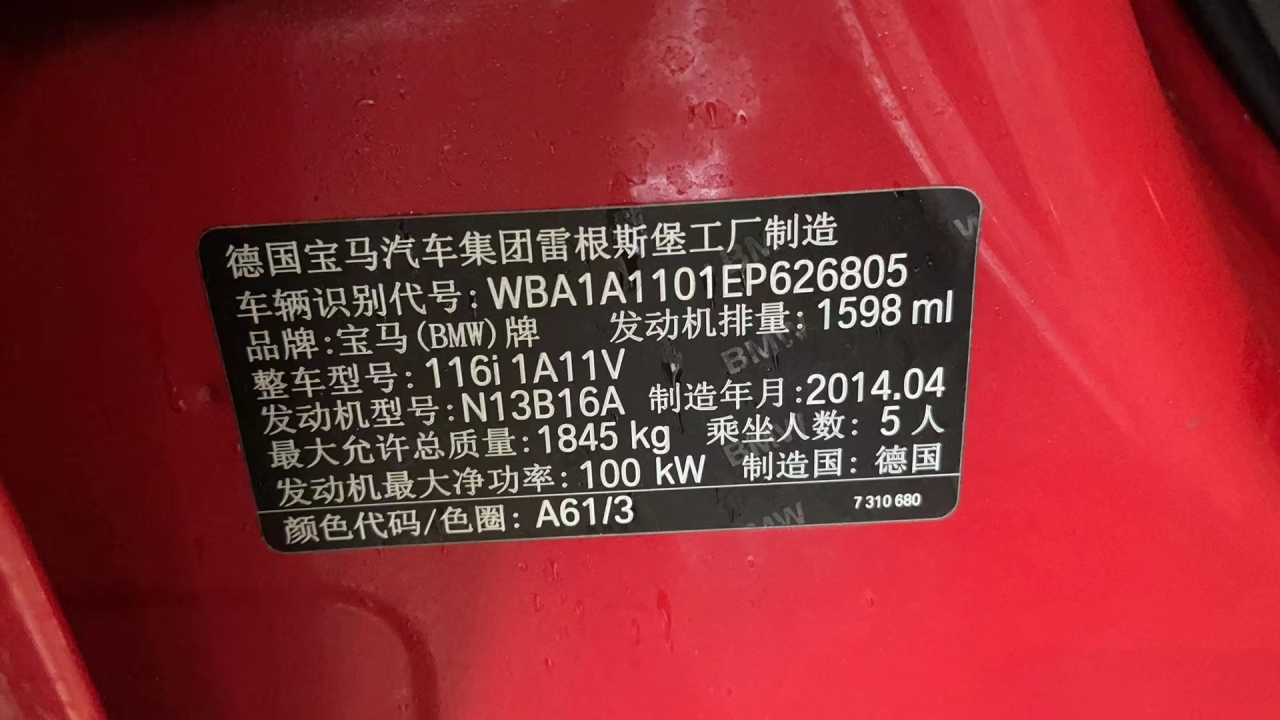 德国宝马汽车集团雷根斯堡工厂制造
车辆识别代号: WBA1A1101EP626805
品牌:宝马(BMW)牌 发动机排量: 1598 ml
整车型号: 116i 1A11V
发动机型号: N13B16A 制造年月:2014.04
最大允许总质量: 1845 kg 乘坐人数: 5 人
发动机最大净功率: 100 kW 制造国: 德国
颜色代码/色圈: A61/3 7 310 680
BMW
BMW
BMW
BMW